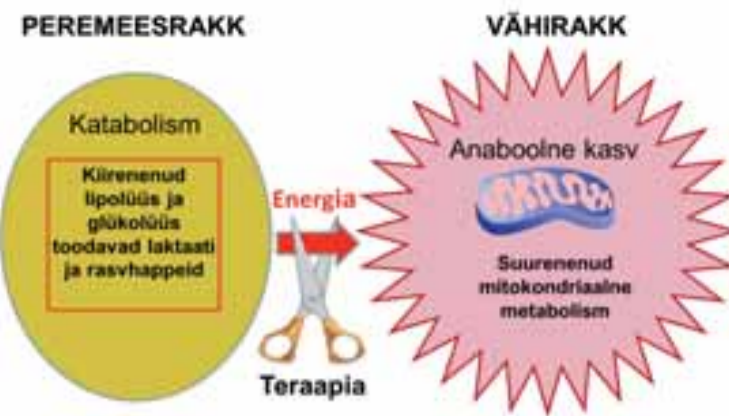 PEREMEESRAKK
VÄHIRAKK
Katabolism
Kiirenenud
lipolüüs ja
glükolüüs
toodavad laktaati
ja rasvhappeid
Energia
Teraapia
Anaboolne kasv
Suurenenud
mitokondriaalne
metabolism